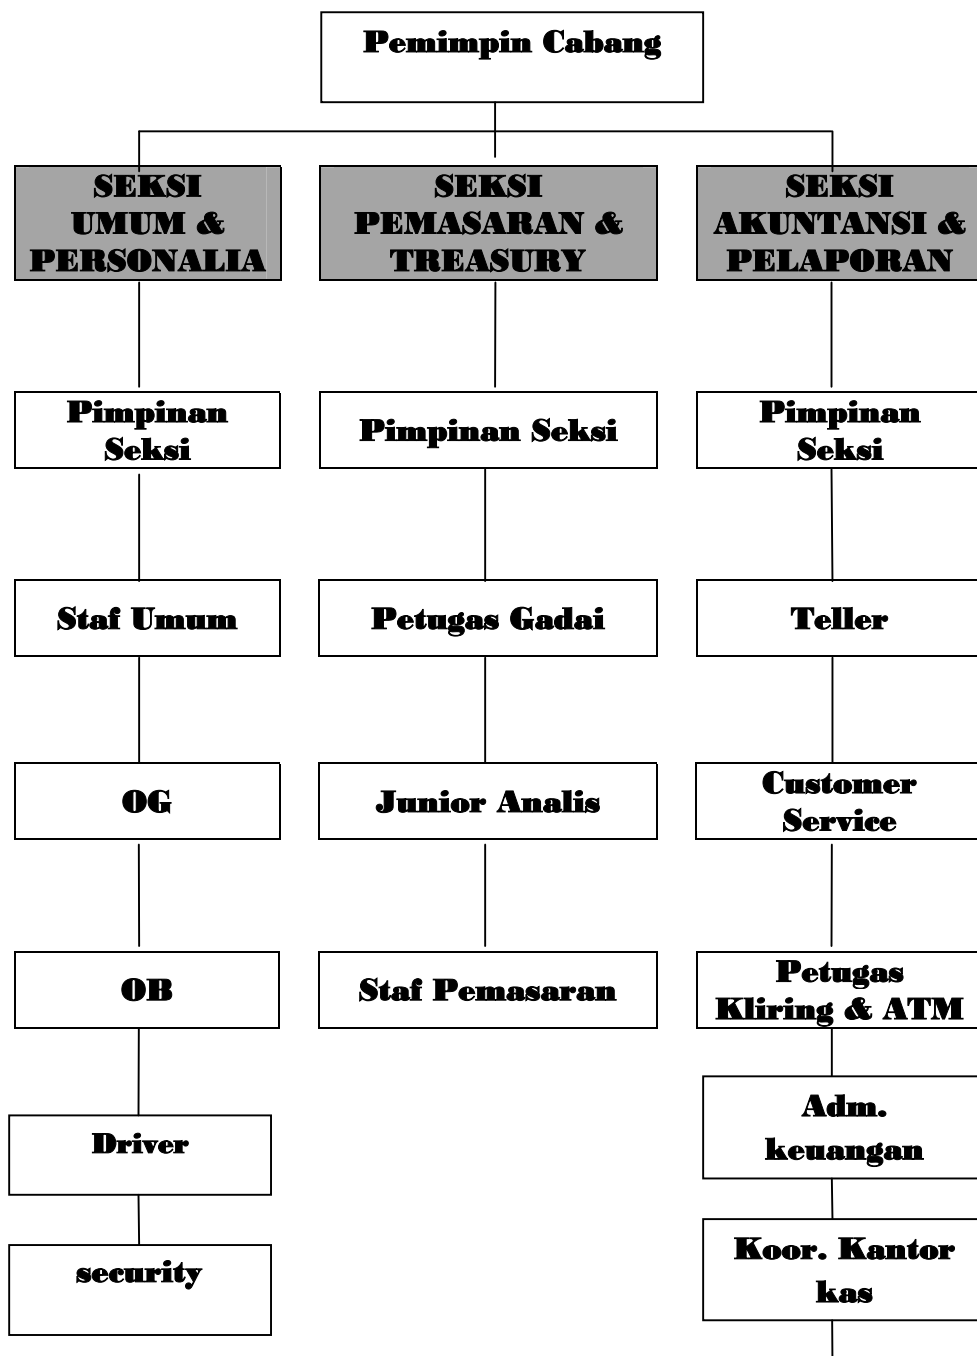 Pemimpin Cabang
SEKSI
UMUM &
PERSONALIA
SEKSI
PEMASARAN &
TREASURY
SEKSI
AKUNTANSI &
PELAPORAN
Pimpinan
Seksi
Pimpinan Seksi
Pimpinan
Seksi
Staf Umum
Petugas Gadai
Teller
OG
Junior Analis
Customer
Service
OB
Staf Pemasaran
Petugas
Kliring & ATM
Driver
Adm.
keuangan
security
Koor. Kantor
kas